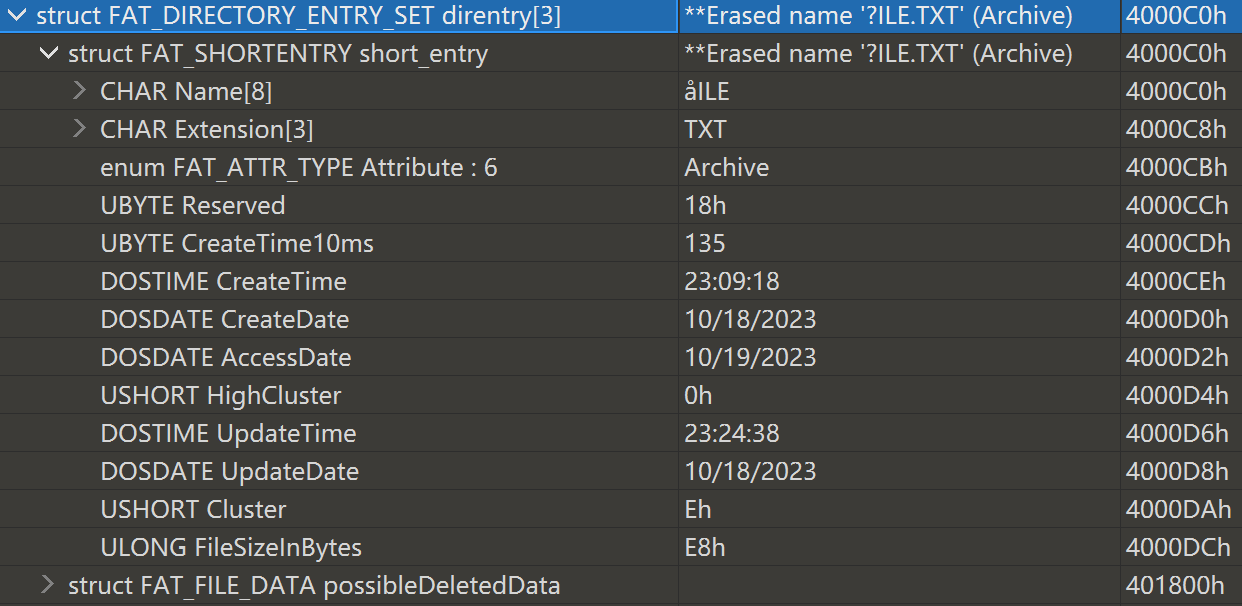 struct FAT_DIRECTORY_ENTRY_SET direntry[3] **Erased name '?ILE.TXT' (Archive) 4000C0h
struct FAT_SHORTENTRY short_entry **Erased name '?ILE.TXT' (Archive) 4000C0h
CHAR Name[8] åILE 4000C0h
CHAR Extension[3] TXT 4000C8h
enum FAT_ATTR_TYPE Attribute : 6 Archive 4000CBh
UBYTE Reserved 18h 4000CCh
UBYTE CreateTime10ms 135 4000CDh
DOSTIME CreateTime 23:09:18 4000CEh
DOSDATE CreateDate 10/18/2023 4000D0h
DOSDATE AccessDate 10/19/2023 4000D2h
USHORT HighCluster 0h 4000D4h
DOSTIME UpdateTime 23:24:38 4000D6h
DOSDATE UpdateDate 10/18/2023 4000D8h
USHORT Cluster Eh 4000DAh
ULONG FileSizeInBytes E8h 4000DCh
struct FAT_FILE_DATA possibleDeletedData 401800h